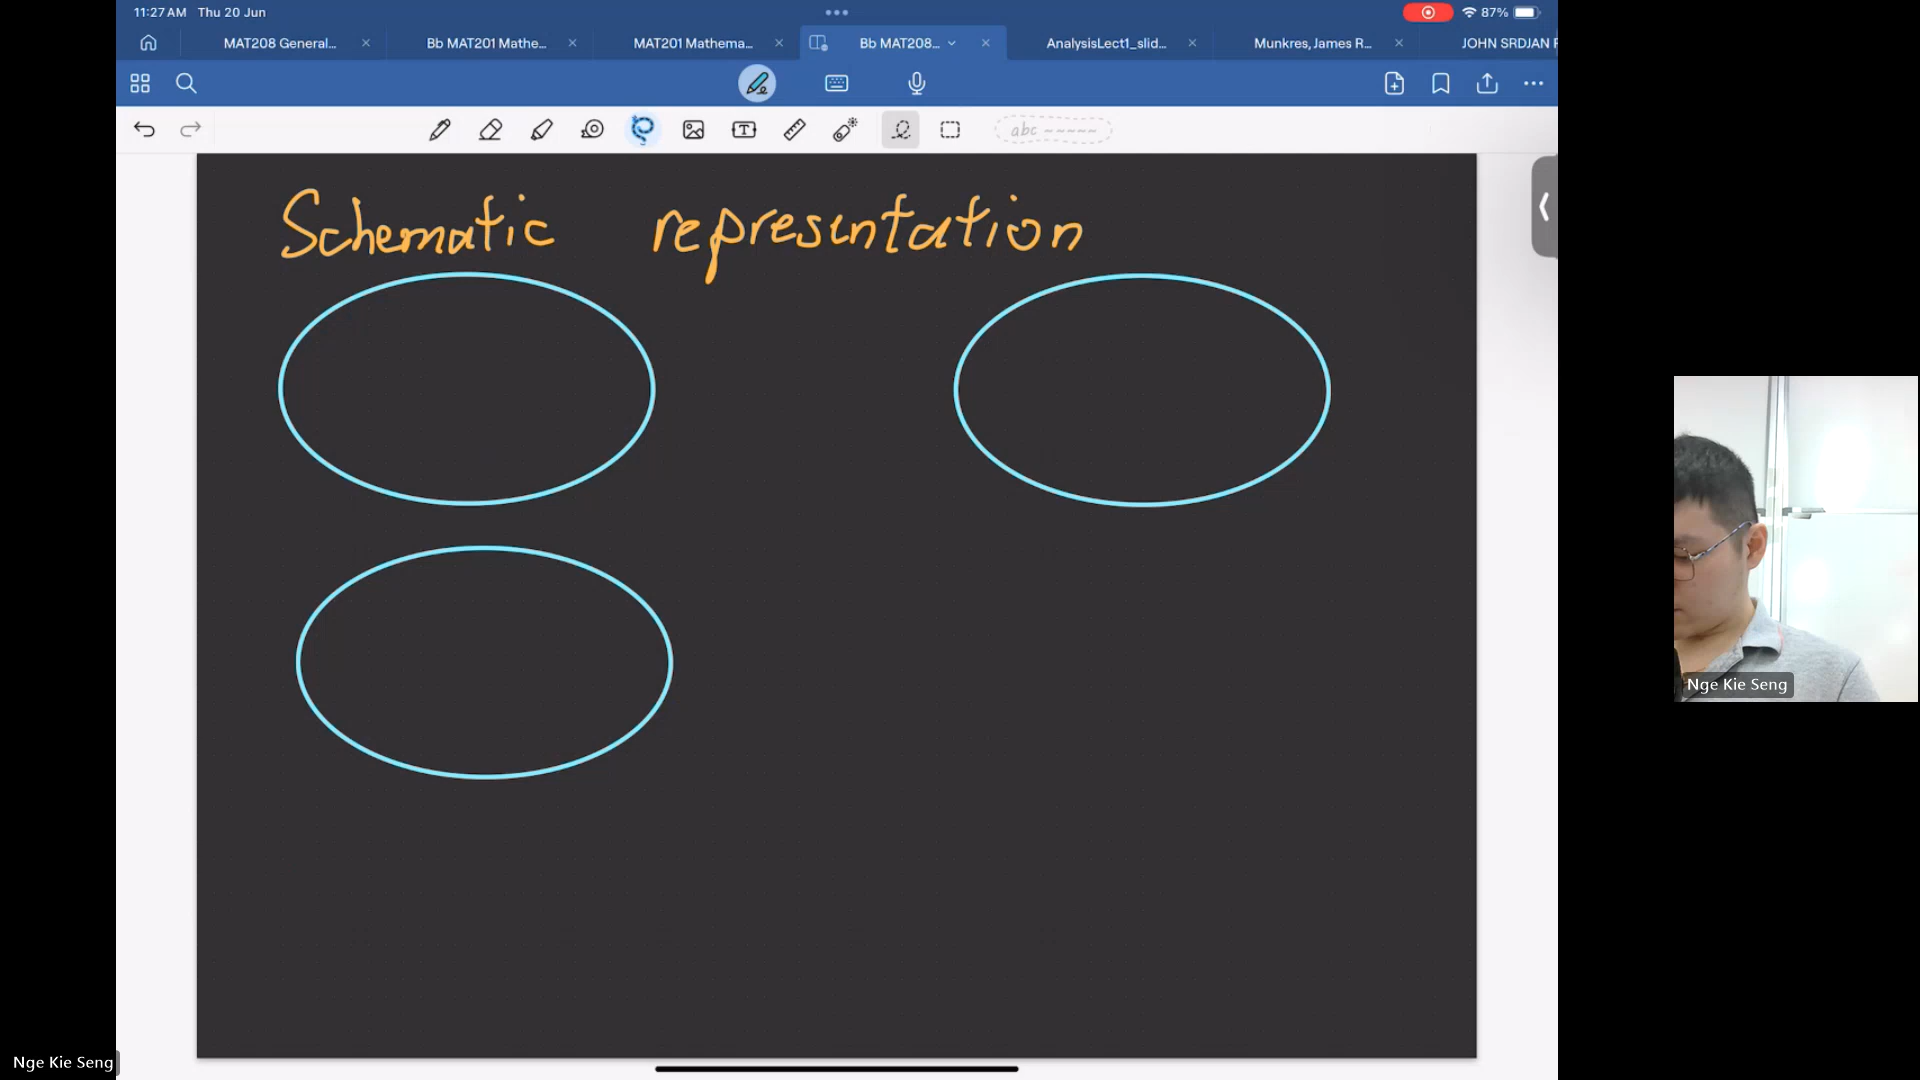 11:27 AM Thu 20 Jun
87%
MAT208 General...
Bb MAT201 Mathe...
MAT201 Mathema...
Bb MAT208...
AnalysisLect1_slid...
Munkres, James R...
JOHN SRDJAN
abc
Schematic representation
Nge Kie Seng
Nge Kie Seng